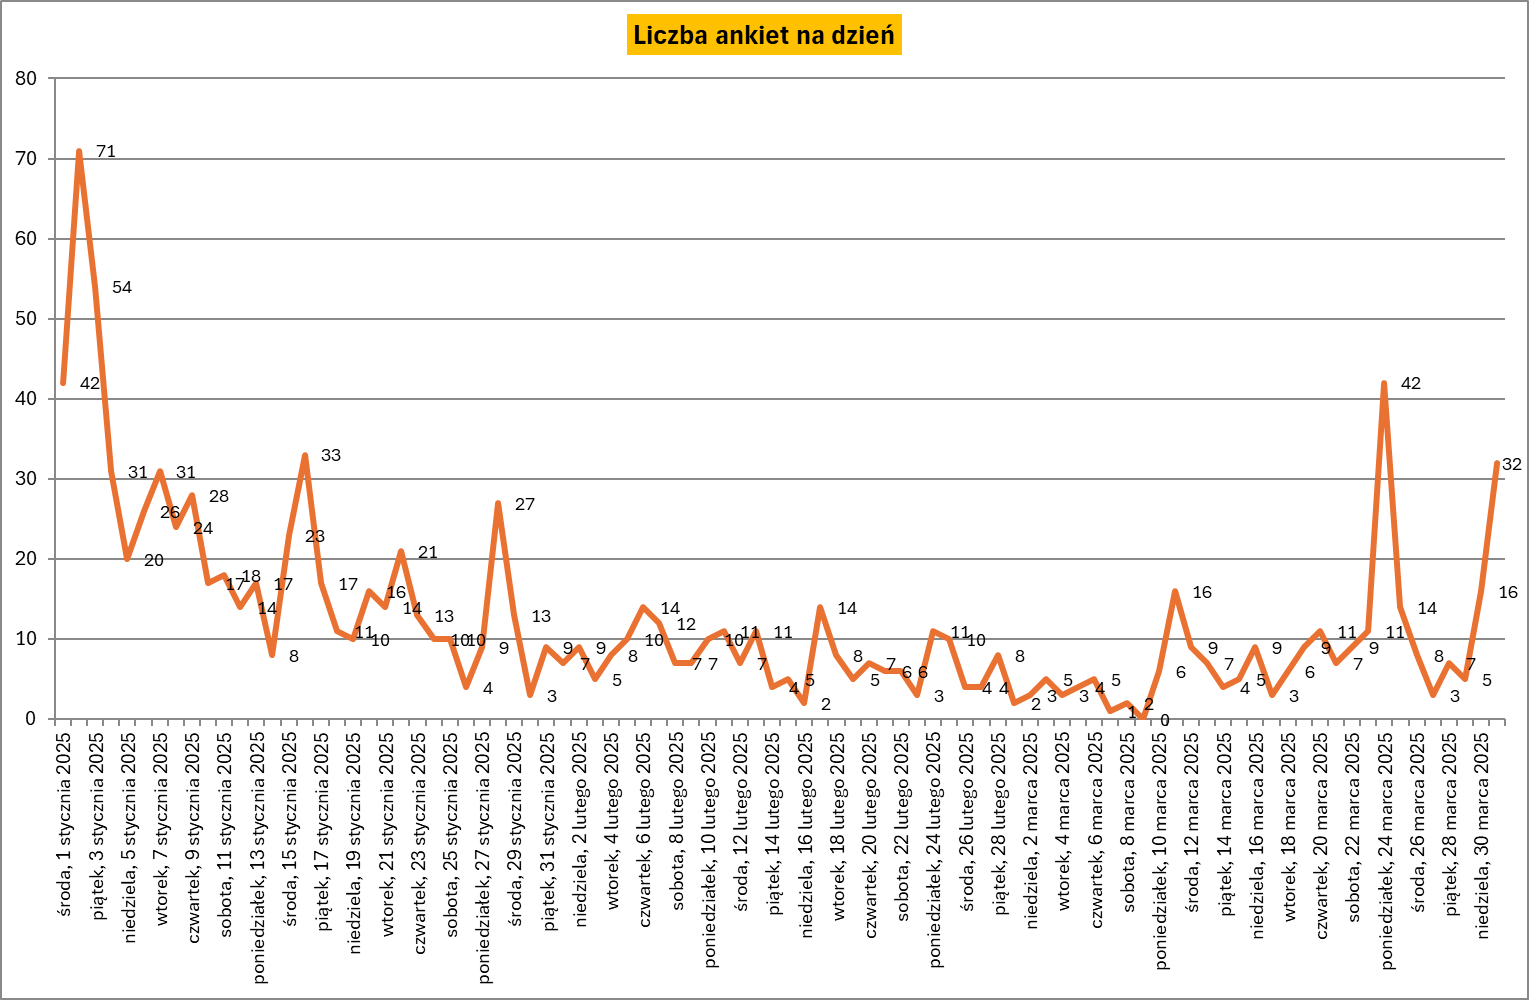 Liczba ankiet na dzień
80
70
60
50
40
30
20
10
0
42
71
54
31
20
26
31
24
28
17
18
14
17
8
23
33
17
11
10
16
14
21
13
10
10
4
9
27
13
3
9
7
9
5
8
10
14
12
7
7
10
11
7
11
4
5
2
14
8
5
7
6
6
3
11
10
4
4
8
2
3
5
3
4
5
1
2
0
6
16
9
7
4
5
9
3
6
9
11
7
9
11
42
14
8
3
7
5
16
32
środa, 1 stycznia 2025
piątek, 3 stycznia 2025
niedziela, 5 stycznia 2025
wtorek, 7 stycznia 2025
czwartek, 9 stycznia 2025
sobota, 11 stycznia 2025
poniedziałek, 13 stycznia 2025
środa, 15 stycznia 2025
piątek, 17 stycznia 2025
niedziela, 19 stycznia 2025
wtorek, 21 stycznia 2025
czwartek, 23 stycznia 2025
sobota, 25 stycznia 2025
poniedziałek, 27 stycznia 2025
środa, 29 stycznia 2025
piątek, 31 stycznia 2025
niedziela, 2 lutego 2025
wtorek, 4 lutego 2025
czwartek, 6 lutego 2025
sobota, 8 lutego 2025
poniedziałek, 10 lutego 2025
środa, 12 lutego 2025
piątek, 14 lutego 2025
niedziela, 16 lutego 2025
wtorek, 18 lutego 2025
czwartek, 20 lutego 2025
sobota, 22 lutego 2025
poniedziałek, 24 lutego 2025
środa, 26 lutego 2025
piątek, 28 lutego 2025
niedziela, 2 marca 2025
wtorek, 4 marca 2025
czwartek, 6 marca 2025
sobota, 8 marca 2025
poniedziałek, 10 marca 2025
środa, 12 marca 2025
piątek, 14 marca 2025
niedziela, 16 marca 2025
wtorek, 18 marca 2025
czwartek, 20 marca 2025
sobota, 22 marca 2025
poniedziałek, 24 marca 2025
środa, 26 marca 2025
piątek, 28 marca 2025
niedziela, 30 marca 2025